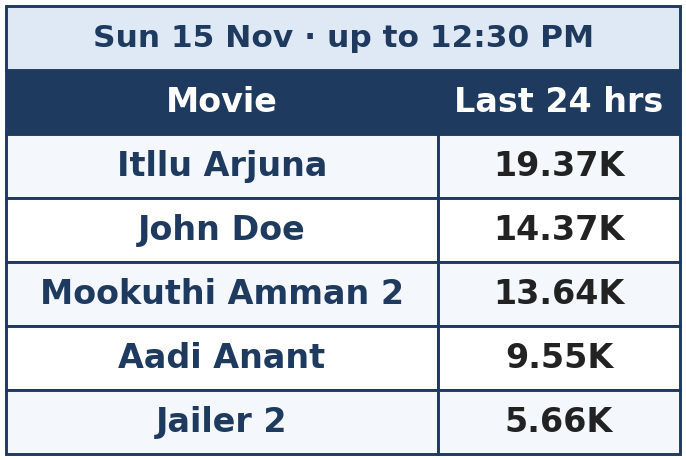 Sun 15 Nov · up to 12:30 PM
Movie Last 24 hrs
Itllu Arjuna 19.37K
John Doe 14.37K
Mookuthi Amman 2 13.64K
Aadi Anant 9.55K
Jailer 2 5.66K